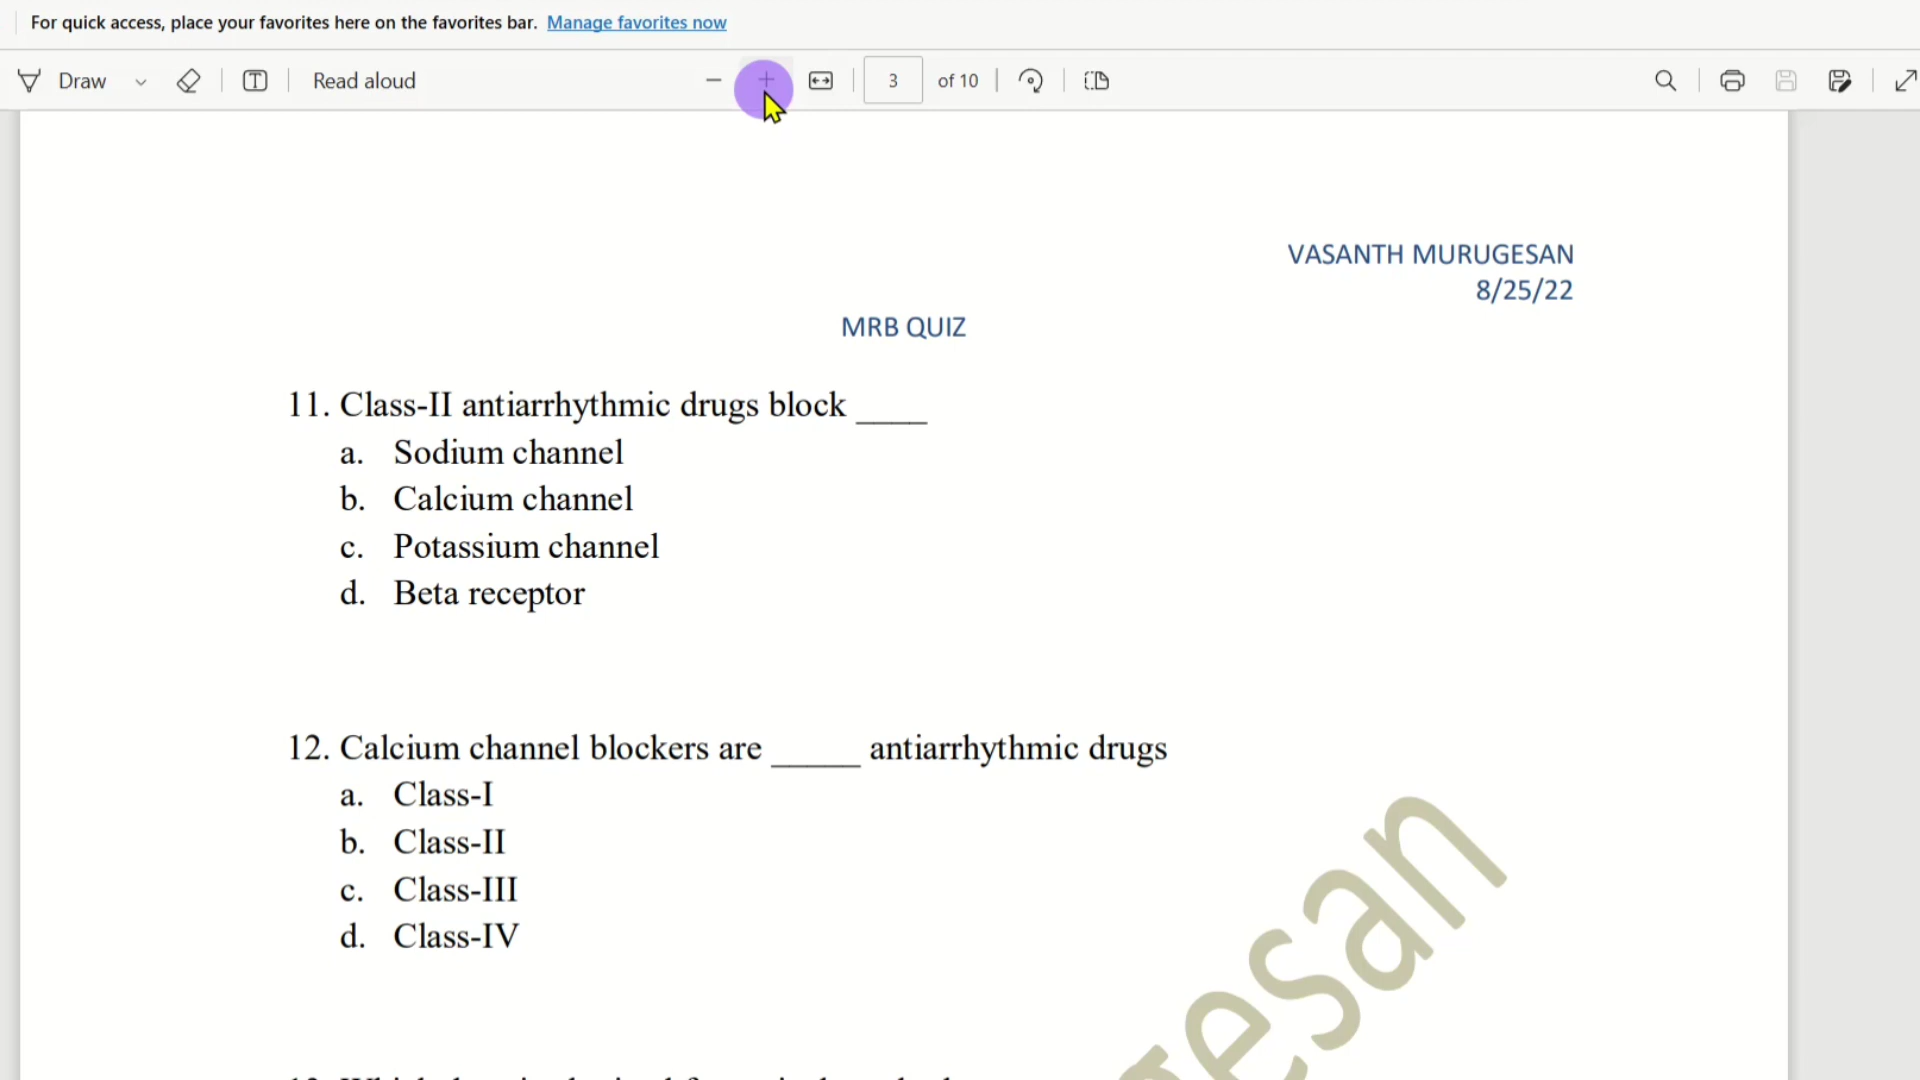 For quick access, place your favorites here on the favorites bar. Manage favorites now
Draw Read aloud 3 of 10
VASANTH MURUGESAN
8/25/22
MRB QUIZ
11. Class-II antiarrhythmic drugs block ____
a. Sodium channel
b. Calcium channel
c. Potassium channel
d. Beta receptor
12. Calcium channel blockers are _____ antiarrhythmic drugs
a. Class-I
b. Class-II
c. Class-III
d. Class-IV
gesan